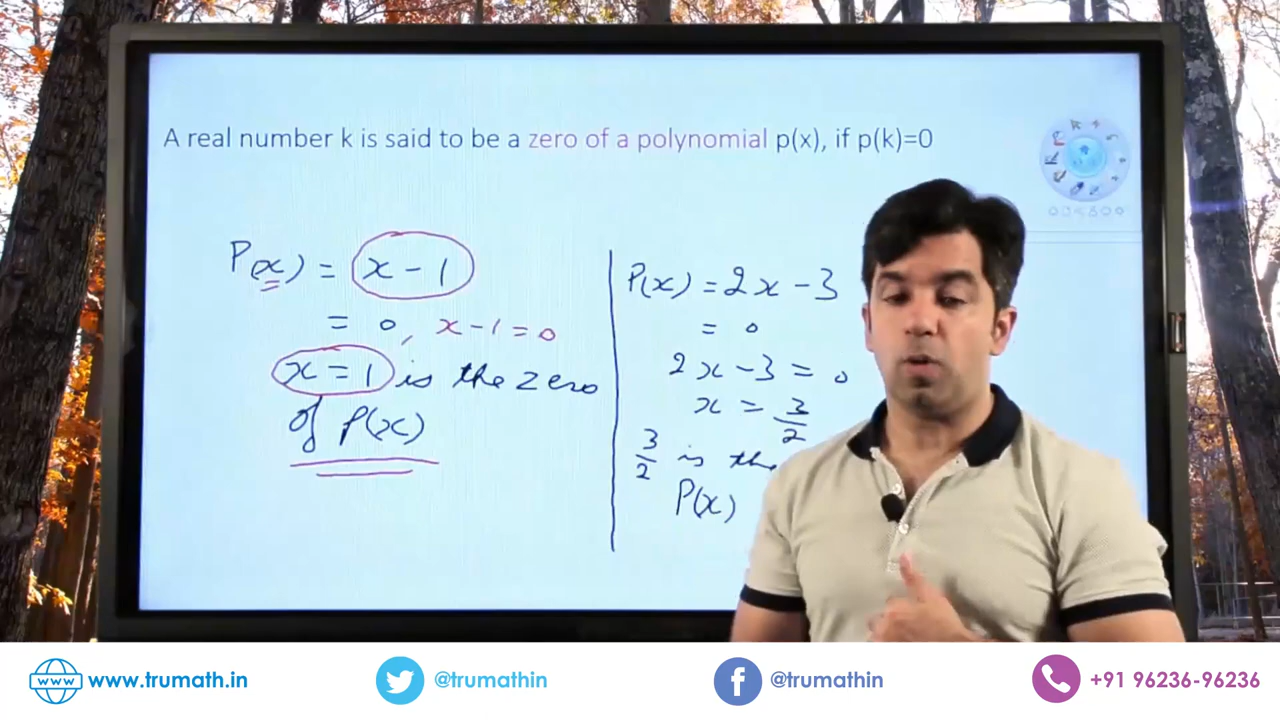 A real number k is said to be a zero of a polynomial p(x), if p(k)=0
P(x) = x - 1
= 0, x - 1 = 0
x = 1 is the zero
of P(x)
P(x) = 2x - 3
= 0
2x - 3 = 0
x = 3/2
3/2 is the
P(x)
www.trumath.in
@trumathin
@trumathin
+91 96236-96236